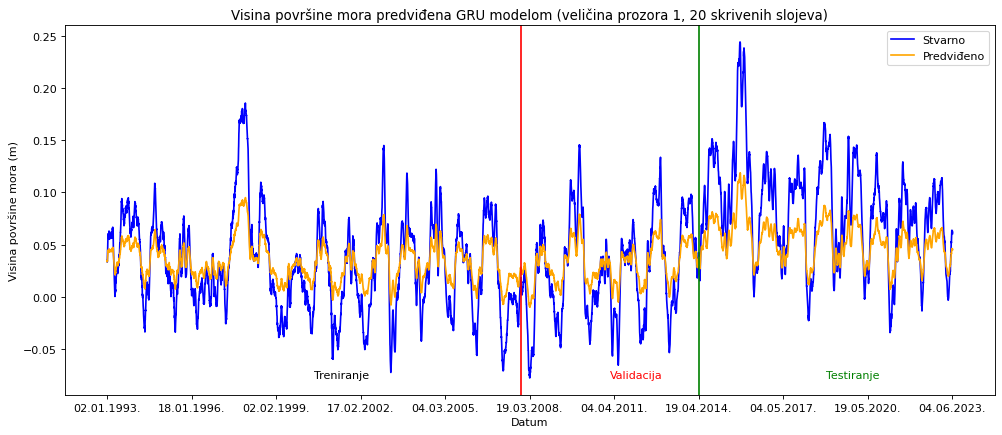 Visina površine mora predviđena GRU modelom (veličina prozora 1, 20 skrivenih slojeva)
Stvarno
Predviđeno
Visina površine mora (m)
0.25
0.20
0.15
0.10
0.05
0.00
−0.05
Treniranje
Validacija
Testiranje
02.01.1993. 18.01.1996. 02.02.1999. 17.02.2002. 04.03.2005. 19.03.2008. 04.04.2011. 19.04.2014. 04.05.2017. 19.05.2020. 04.06.2023.
Datum